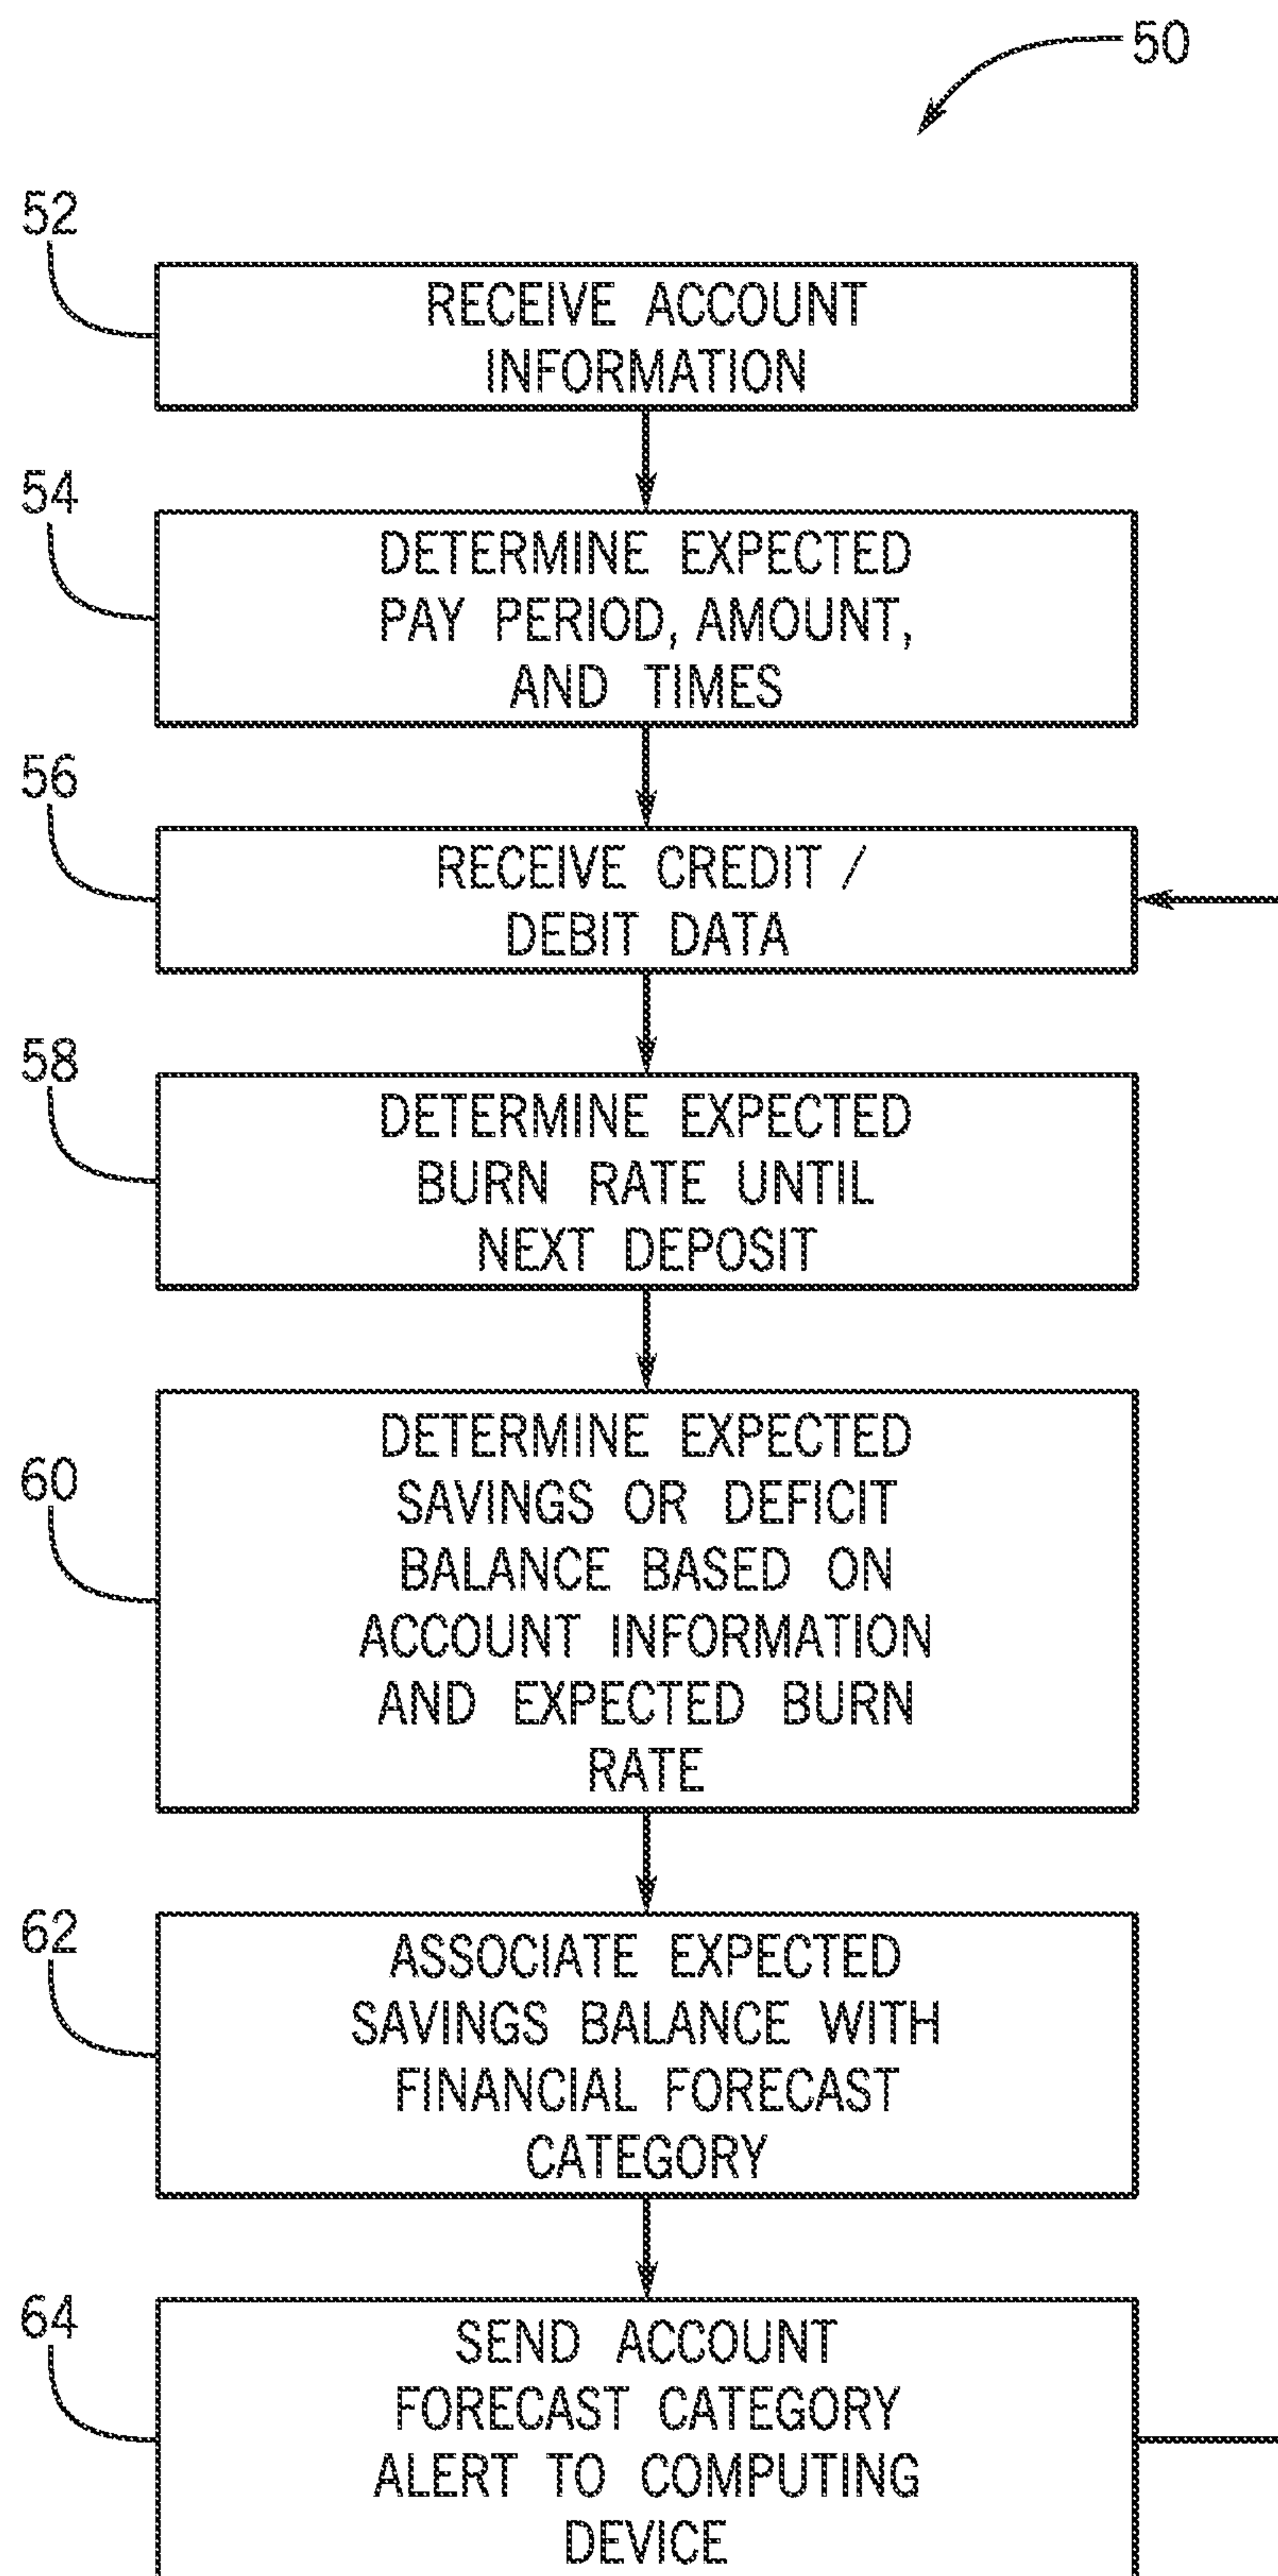 50
52
RECEIVE ACCOUNT
INFORMATION
54
DETERMINE EXPECTED
PAY PERIOD, AMOUNT,
AND TIMES
56
RECEIVE CREDIT /
DEBIT DATA
58
DETERMINE EXPECTED
BURN RATE UNTIL
NEXT DEPOSIT
60
DETERMINE EXPECTED
SAVINGS OR DEFICIT
BALANCE BASED ON
ACCOUNT INFORMATION
AND EXPECTED BURN
RATE
62
ASSOCIATE EXPECTED
SAVINGS BALANCE WITH
FINANCIAL FORECAST
CATEGORY
64
SEND ACCOUNT
FORECAST CATEGORY
ALERT TO COMPUTING
DEVICE